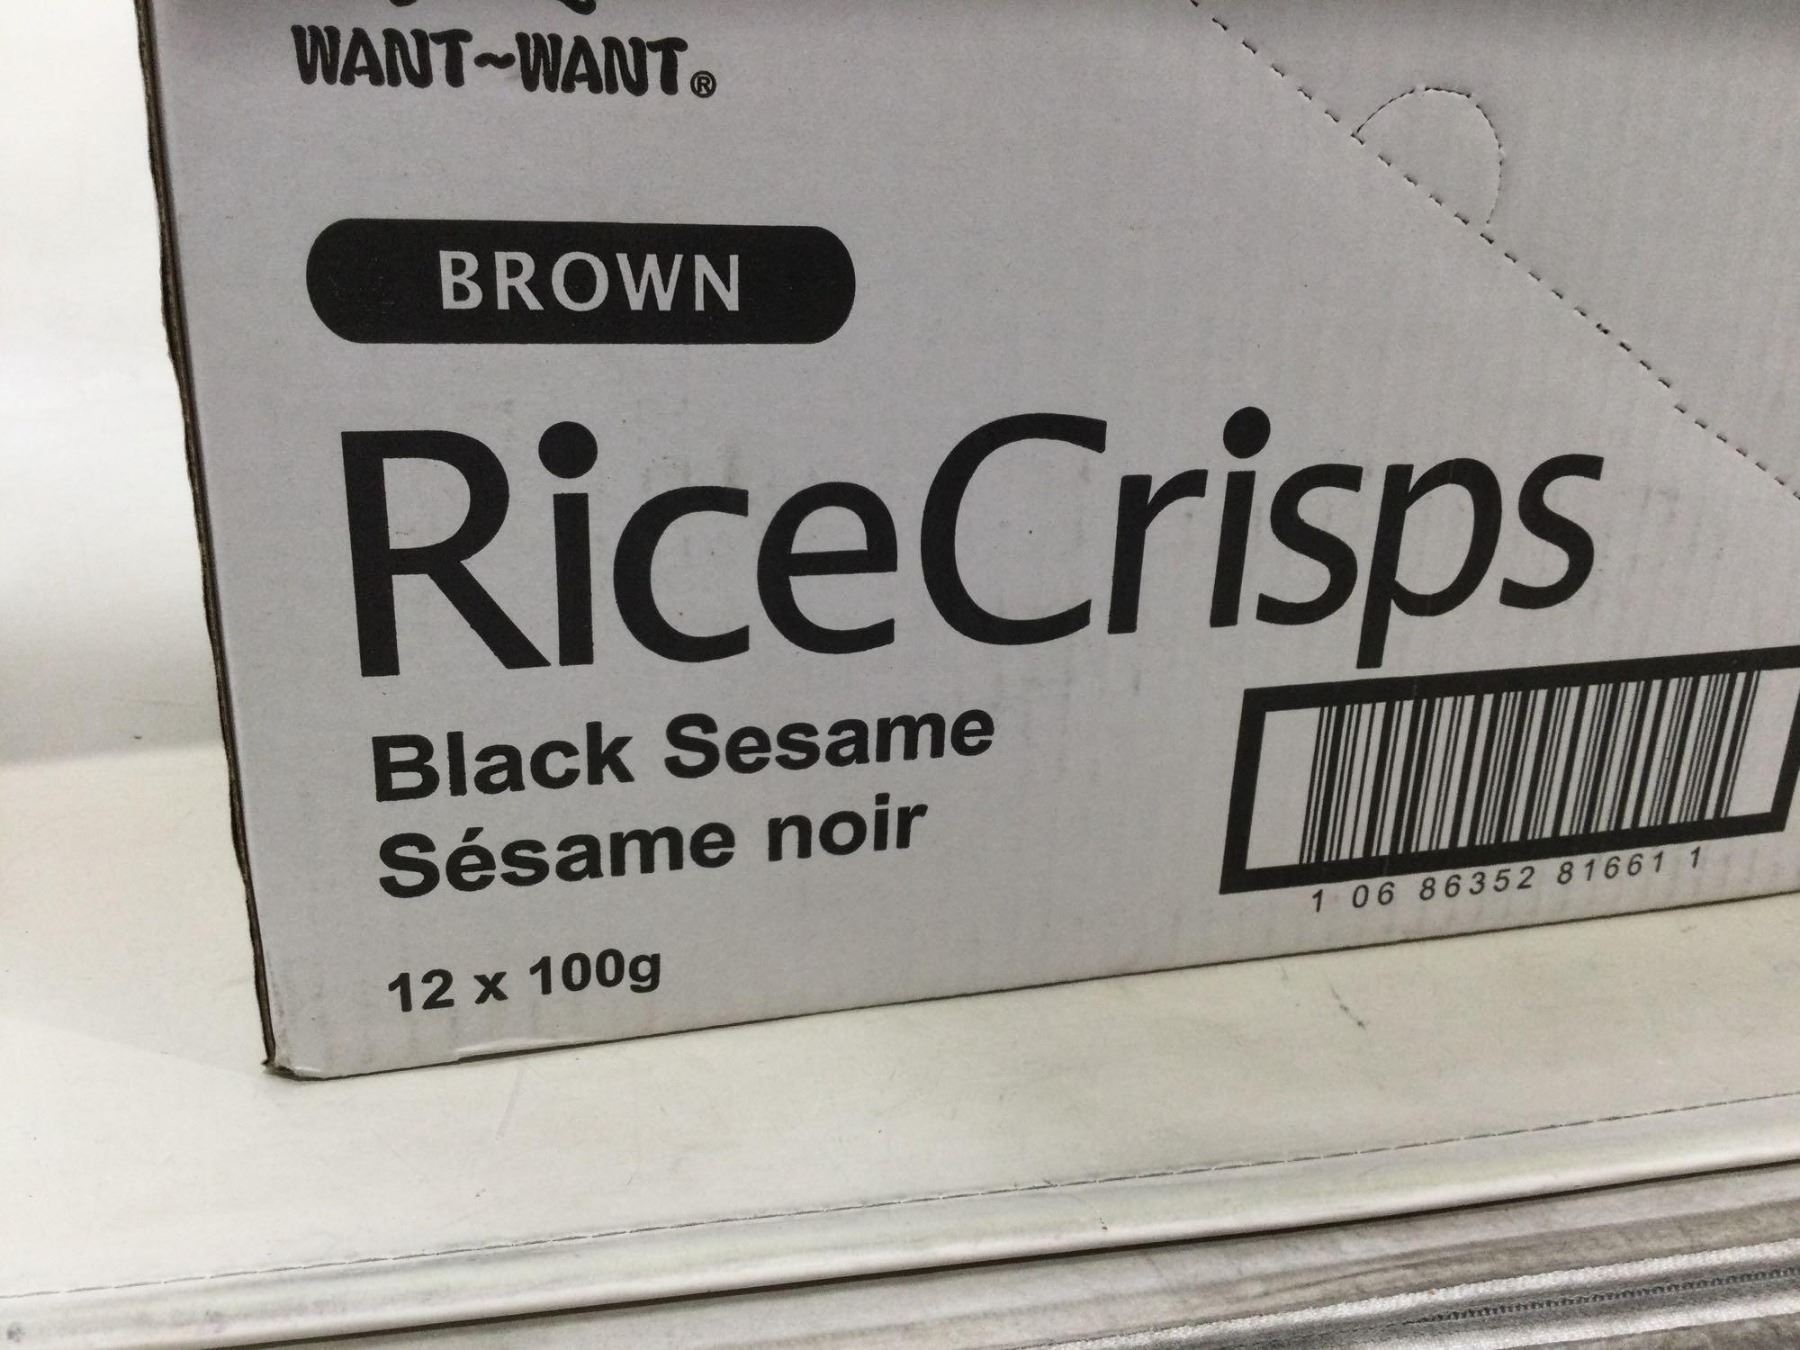 WANT~WANT®
BROWN
RiceCrisps
Black Sesame
Sésame noir
12 x 100g
1 06 86352 81661 1